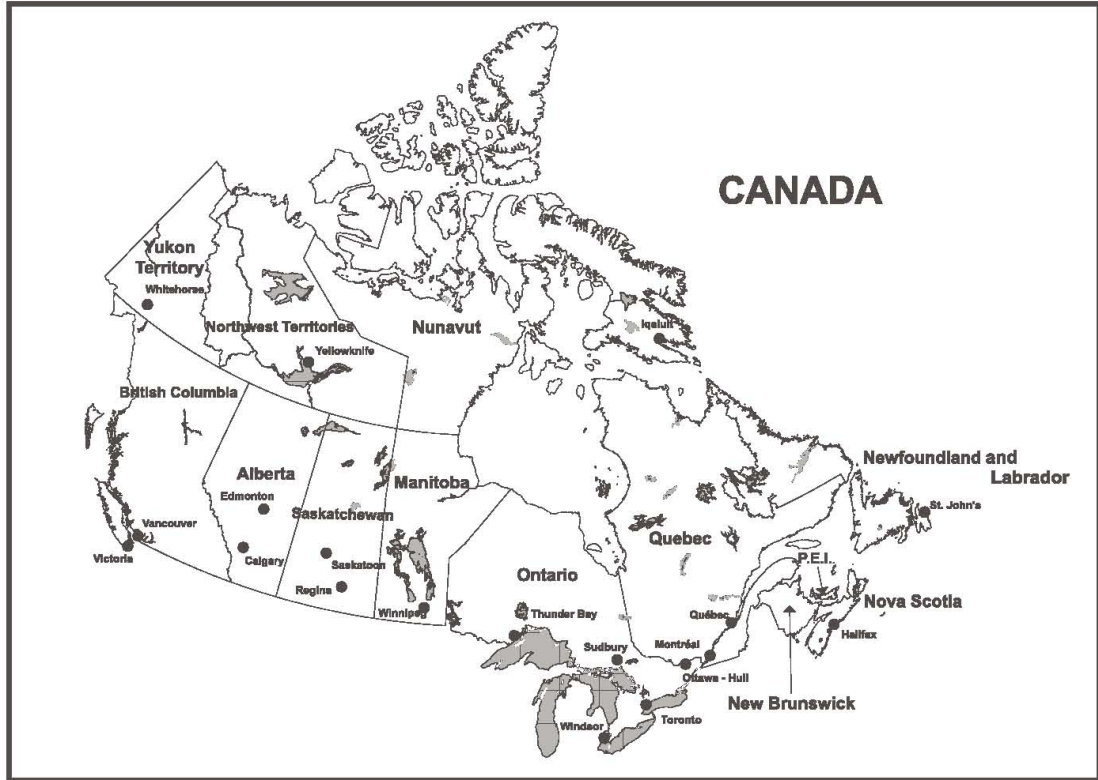 CANADA
Yukon
Territory
Whitehorse
Northwest Territories
Nunavut
Iqaluit
Yellowknife
British Columbia
Alberta
Edmonton
Manitoba
Saskatchewan
Newfoundland and
Labrador
St. John's
Vancouver
Victoria
Calgary
Saskatoon
Regina
Winnipeg
Quebec
Ontario
P.E.I.
Nova Scotia
Halifax
Thunder Bay
Québec
Sudbury
Montréal
Ottawa - Hull
New Brunswick
Toronto
Windsor